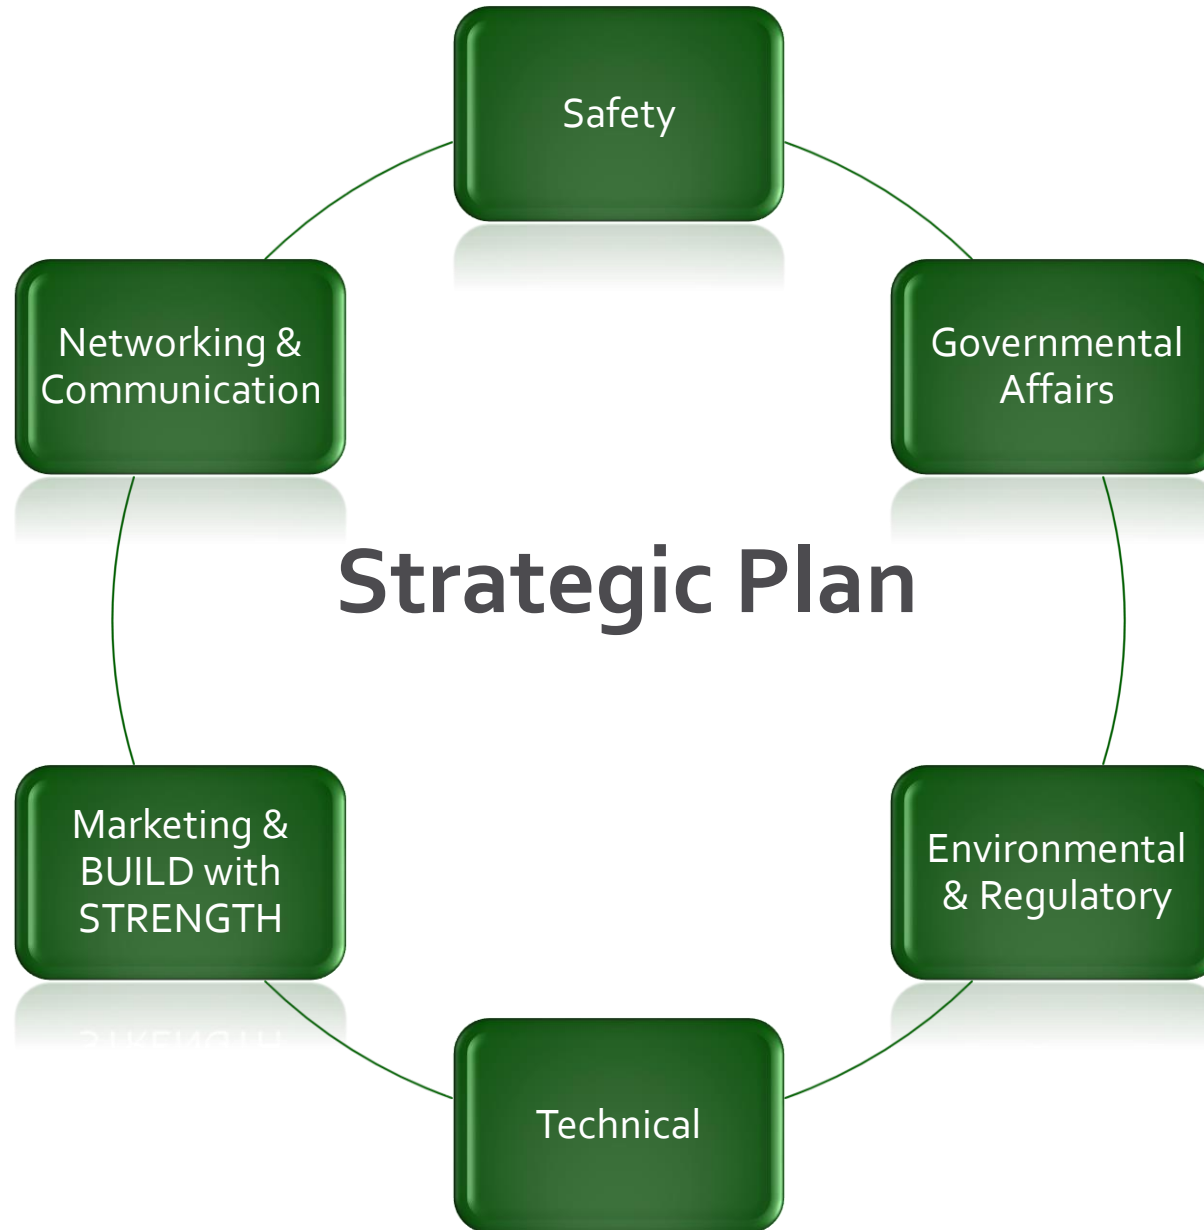 Safety
Networking &
Communication
Governmental
Affairs
Strategic Plan
Marketing &
BUILD with
STRENGTH
Environmental
& Regulatory
Technical